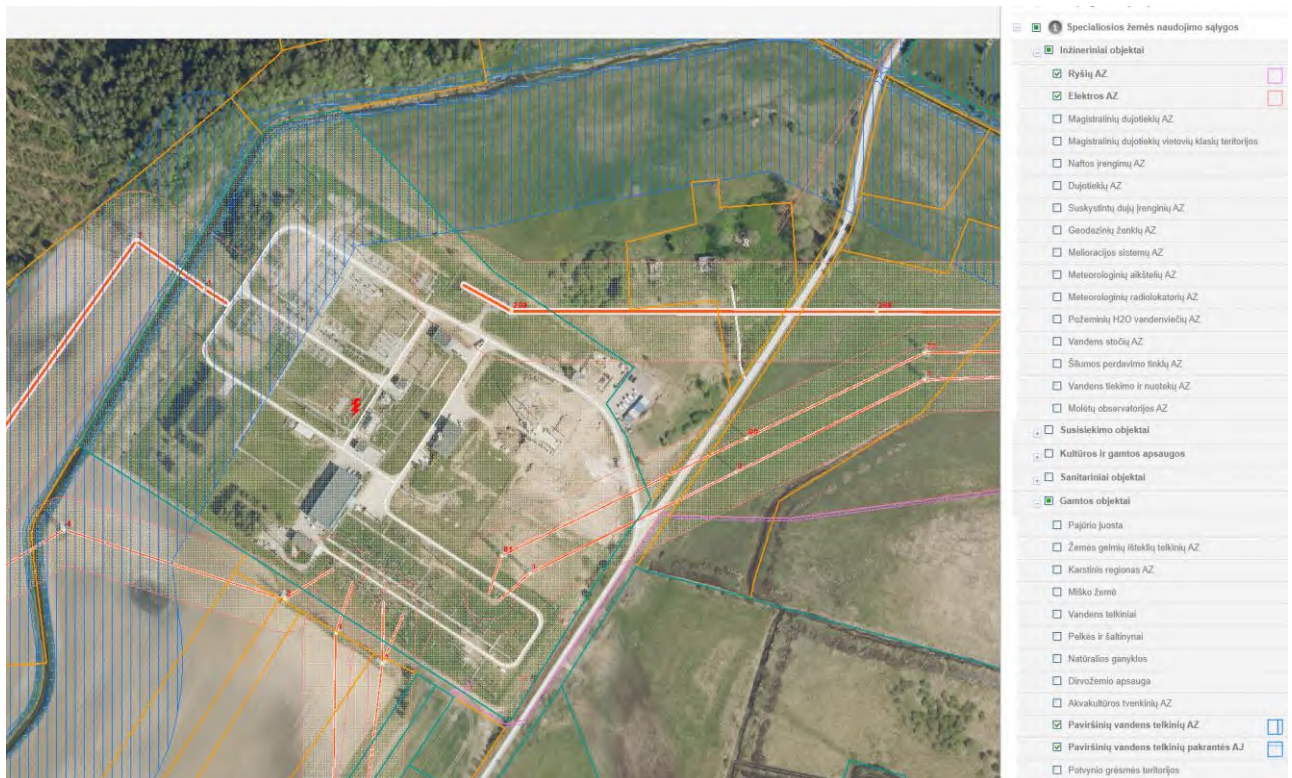 Specialiosios žemės naudojimo sąlygos
Inžineriniai objektai
Ryšių AZ
Elektros AZ
Magistralinių dujotiekių AZ
Magistralinių dujotiekių vietovių klasių teritorijos
Naftos įrengimų AZ
Dujotiekių AZ
Suskystintų dujų įrenginių AZ
Geodezinių ženklų AZ
Melioracijos sistemų AZ
Meteorologinių aikštelių AZ
Meteorologinių radiolokatorių AZ
Požeminių H2O vandenviečių AZ
Vandens stočių AZ
Šilumos perdavimo tinklų AZ
Vandens tiekimo ir nuotekų AZ
Molėtų observatorijos AZ
Susisiekimo objektai
Kultūros ir gamtos apsaugos
Sanitariniai objektai
Gamtos objektai
Pajūrio juosta
Žemės gelmių išteklių telkinių AZ
Karstinis regionas AZ
Miško žemė
Vandens telkiniai
Pelkės ir šaltinynai
Natūralios ganyklos
Dirvožemio apsauga
Akvakultūros tvenkinių AZ
Paviršinių vandens telkinių AZ
Paviršinių vandens telkinių pakrantės AJ
Potvynio grėsmės teritorijos